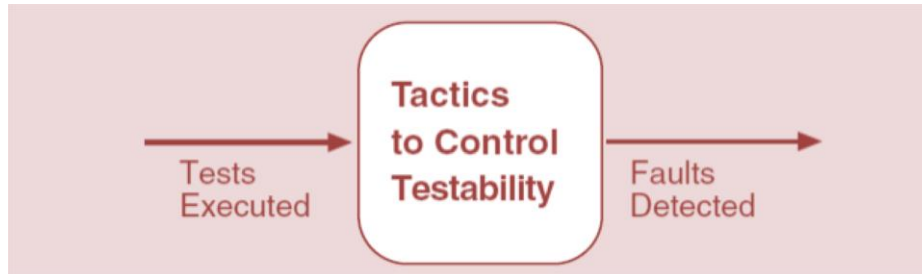 Tests
Executed
Tactics
to Control
Testability
Faults
Detected